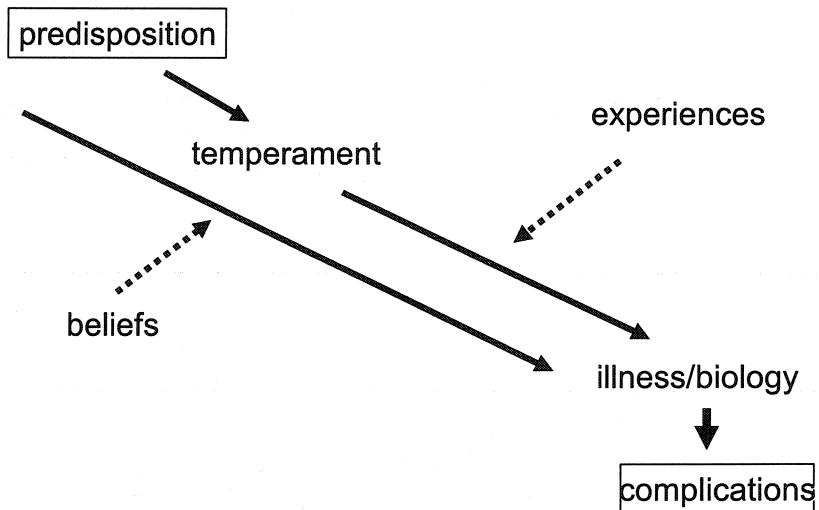 predisposition
experiences
temperament
beliefs
illness/biology
complications